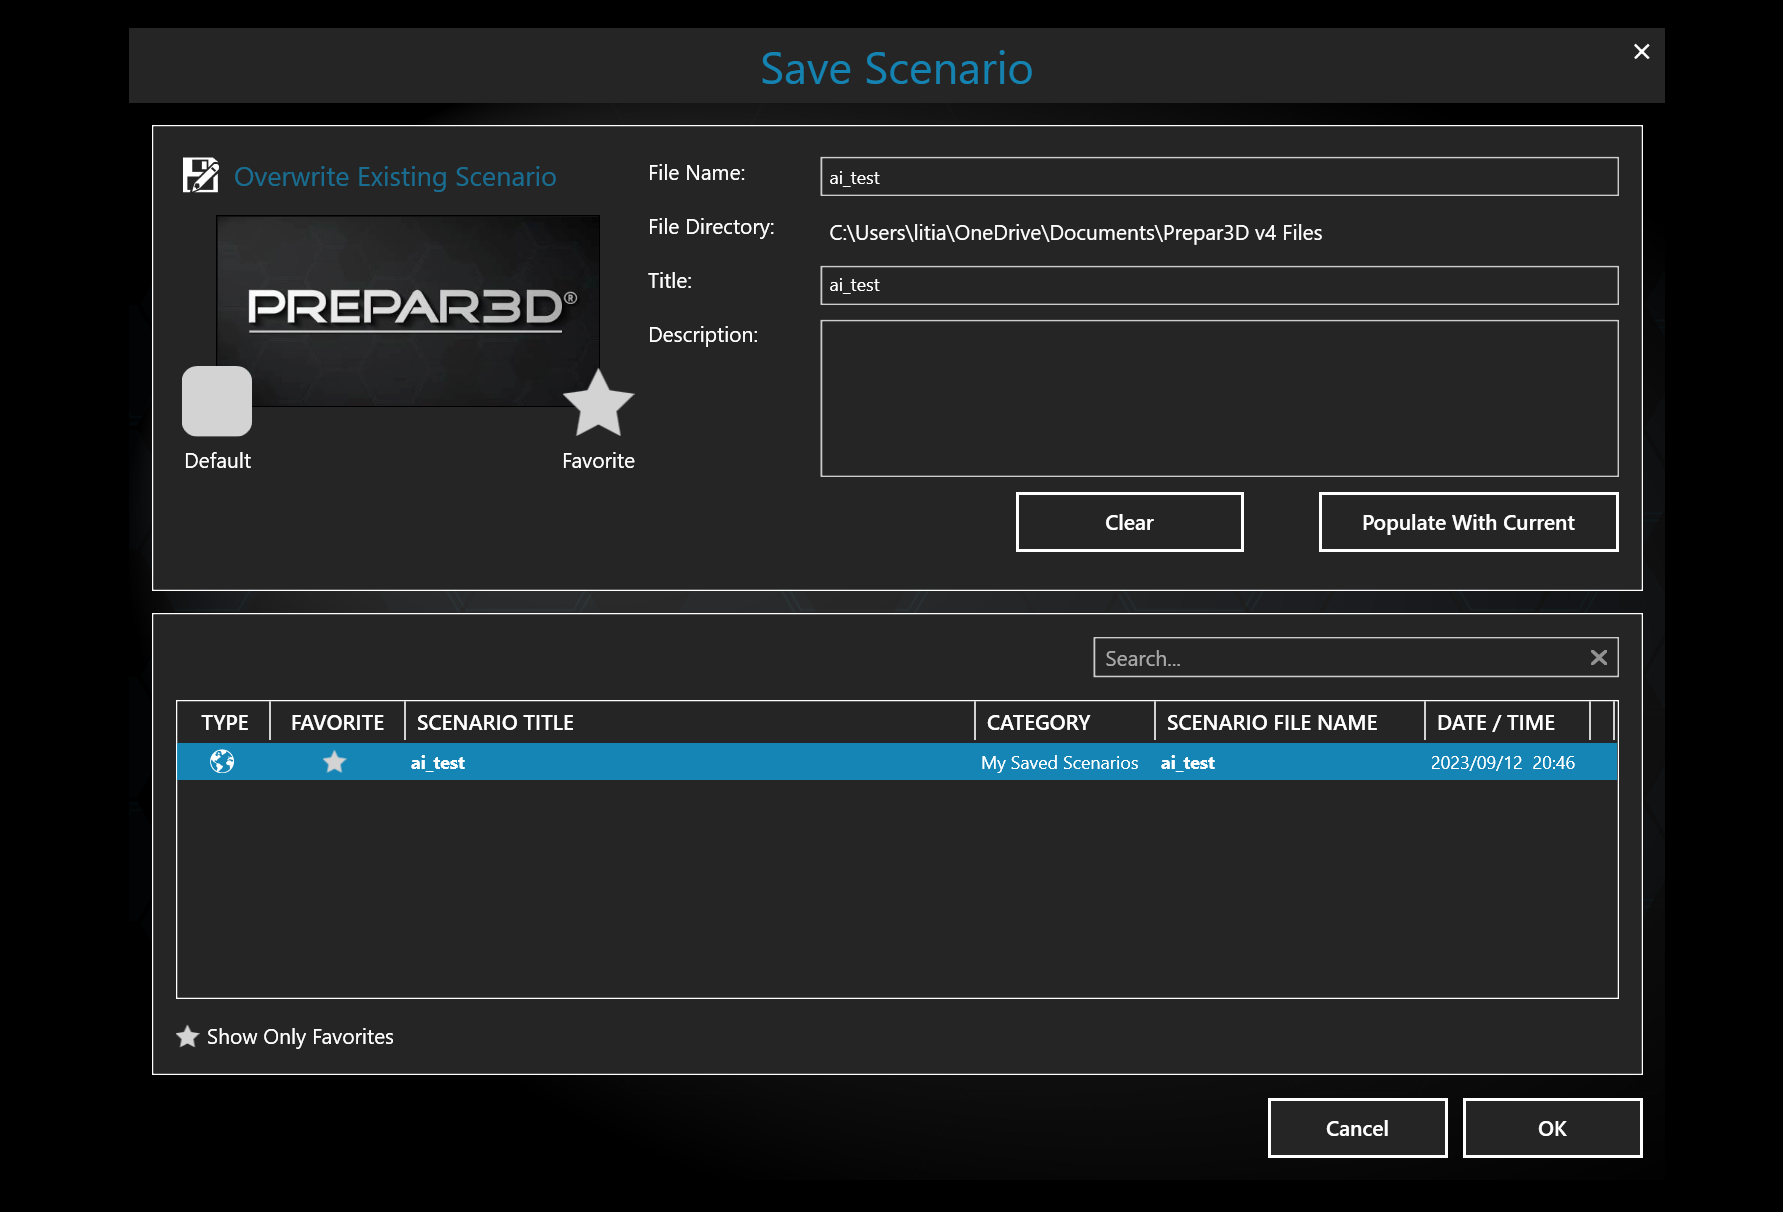 Save Scenario
Overwrite Existing Scenario
PREPAR3D®
Default
Favorite
File Name:
ai_test
File Directory:
C:\Users\litia\OneDrive\Documents\Prepar3D v4 Files
Title:
ai_test
Description:
Clear
Populate With Current
Search...
TYPE FAVORITE SCENARIO TITLE CATEGORY SCENARIO FILE NAME DATE / TIME
ai_test My Saved Scenarios ai_test 2023/09/12 20:46
Show Only Favorites
Cancel
OK